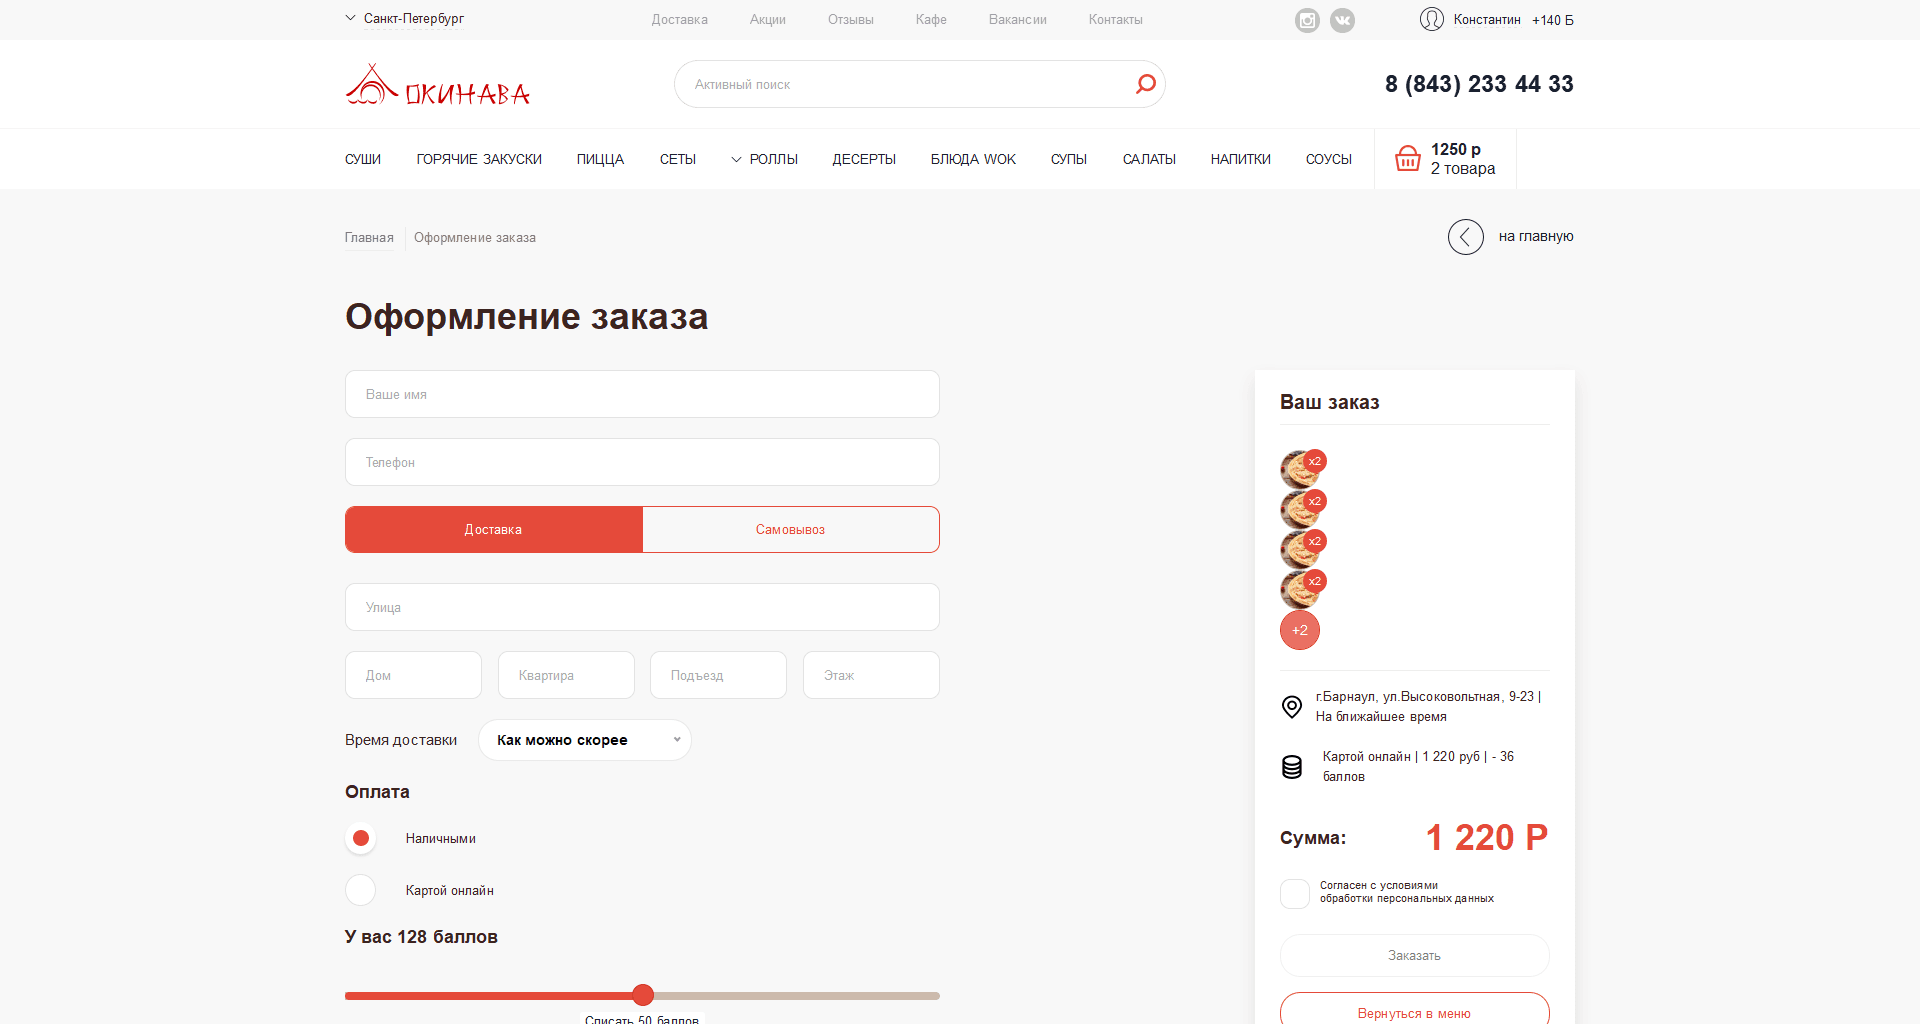 Санкт-Петербург
Доставка
Акции
Отзывы
Кафе
Вакансии
Контакты
Константин +140 Б
ОКИНАВА
Активный поиск
8 (843) 233 44 33
СУШИ
ГОРЯЧИЕ ЗАКУСКИ
ПИЦЦА
СЕТЫ
РОЛЛЫ
ДЕСЕРТЫ
БЛЮДА WOK
СУПЫ
САЛАТЫ
НАПИТКИ
СОУСЫ
1250 р
2 товара
Главная
Оформление заказа
на главную
Оформление заказа
Ваше имя
Телефон
Доставка
Самовывоз
Улица
Дом
Квартира
Подъезд
Этаж
Время доставки
Как можно скорее
Оплата
Наличными
Картой онлайн
У вас 128 баллов
Списать 50 баллов
Ваш заказ
x2
x2
x2
x2
+2
г.Барнаул, ул.Высоковольтная, 9-23 |
На ближайшее время
Картой онлайн | 1 220 руб | - 36
баллов
Сумма:
1 220 Р
Согласен с условиями
обработки персональных данных
Заказать
Вернуться в меню